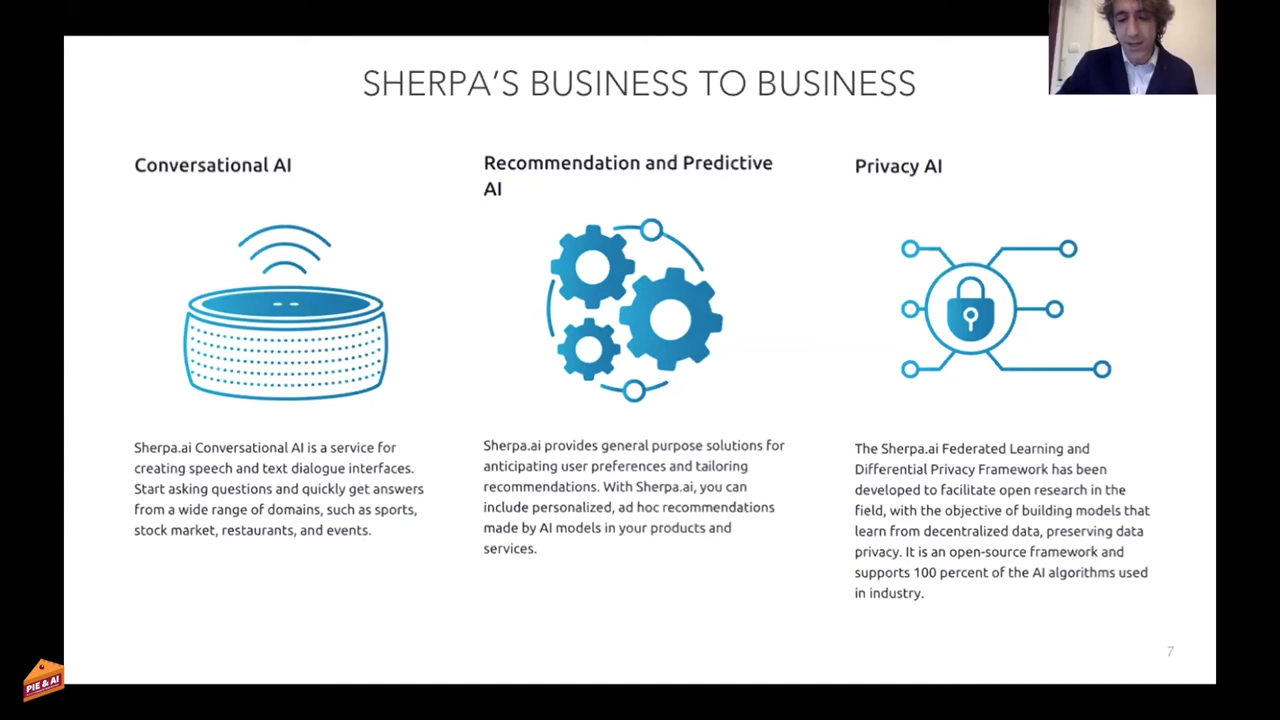 SHERPA’S BUSINESS TO BUSINESS
Conversational AI
Sherpa.ai Conversational AI is a service for
creating speech and text dialogue interfaces.
Start asking questions and quickly get answers
from a wide range of domains, such as sports,
stock market, restaurants, and events.
Recommendation and Predictive
AI
Sherpa.ai provides general purpose solutions for
anticipating user preferences and tailoring
recommendations. With Sherpa.ai, you can
include personalized, ad hoc recommendations
made by AI models in your products and
services.
Privacy AI
The Sherpa.ai Federated Learning and
Differential Privacy Framework has been
developed to facilitate open research in the
field, with the objective of building models that
learn from decentralized data, preserving data
privacy. It is an open-source framework and
supports 100 percent of the AI algorithms used
in industry.
7
PIE & AI